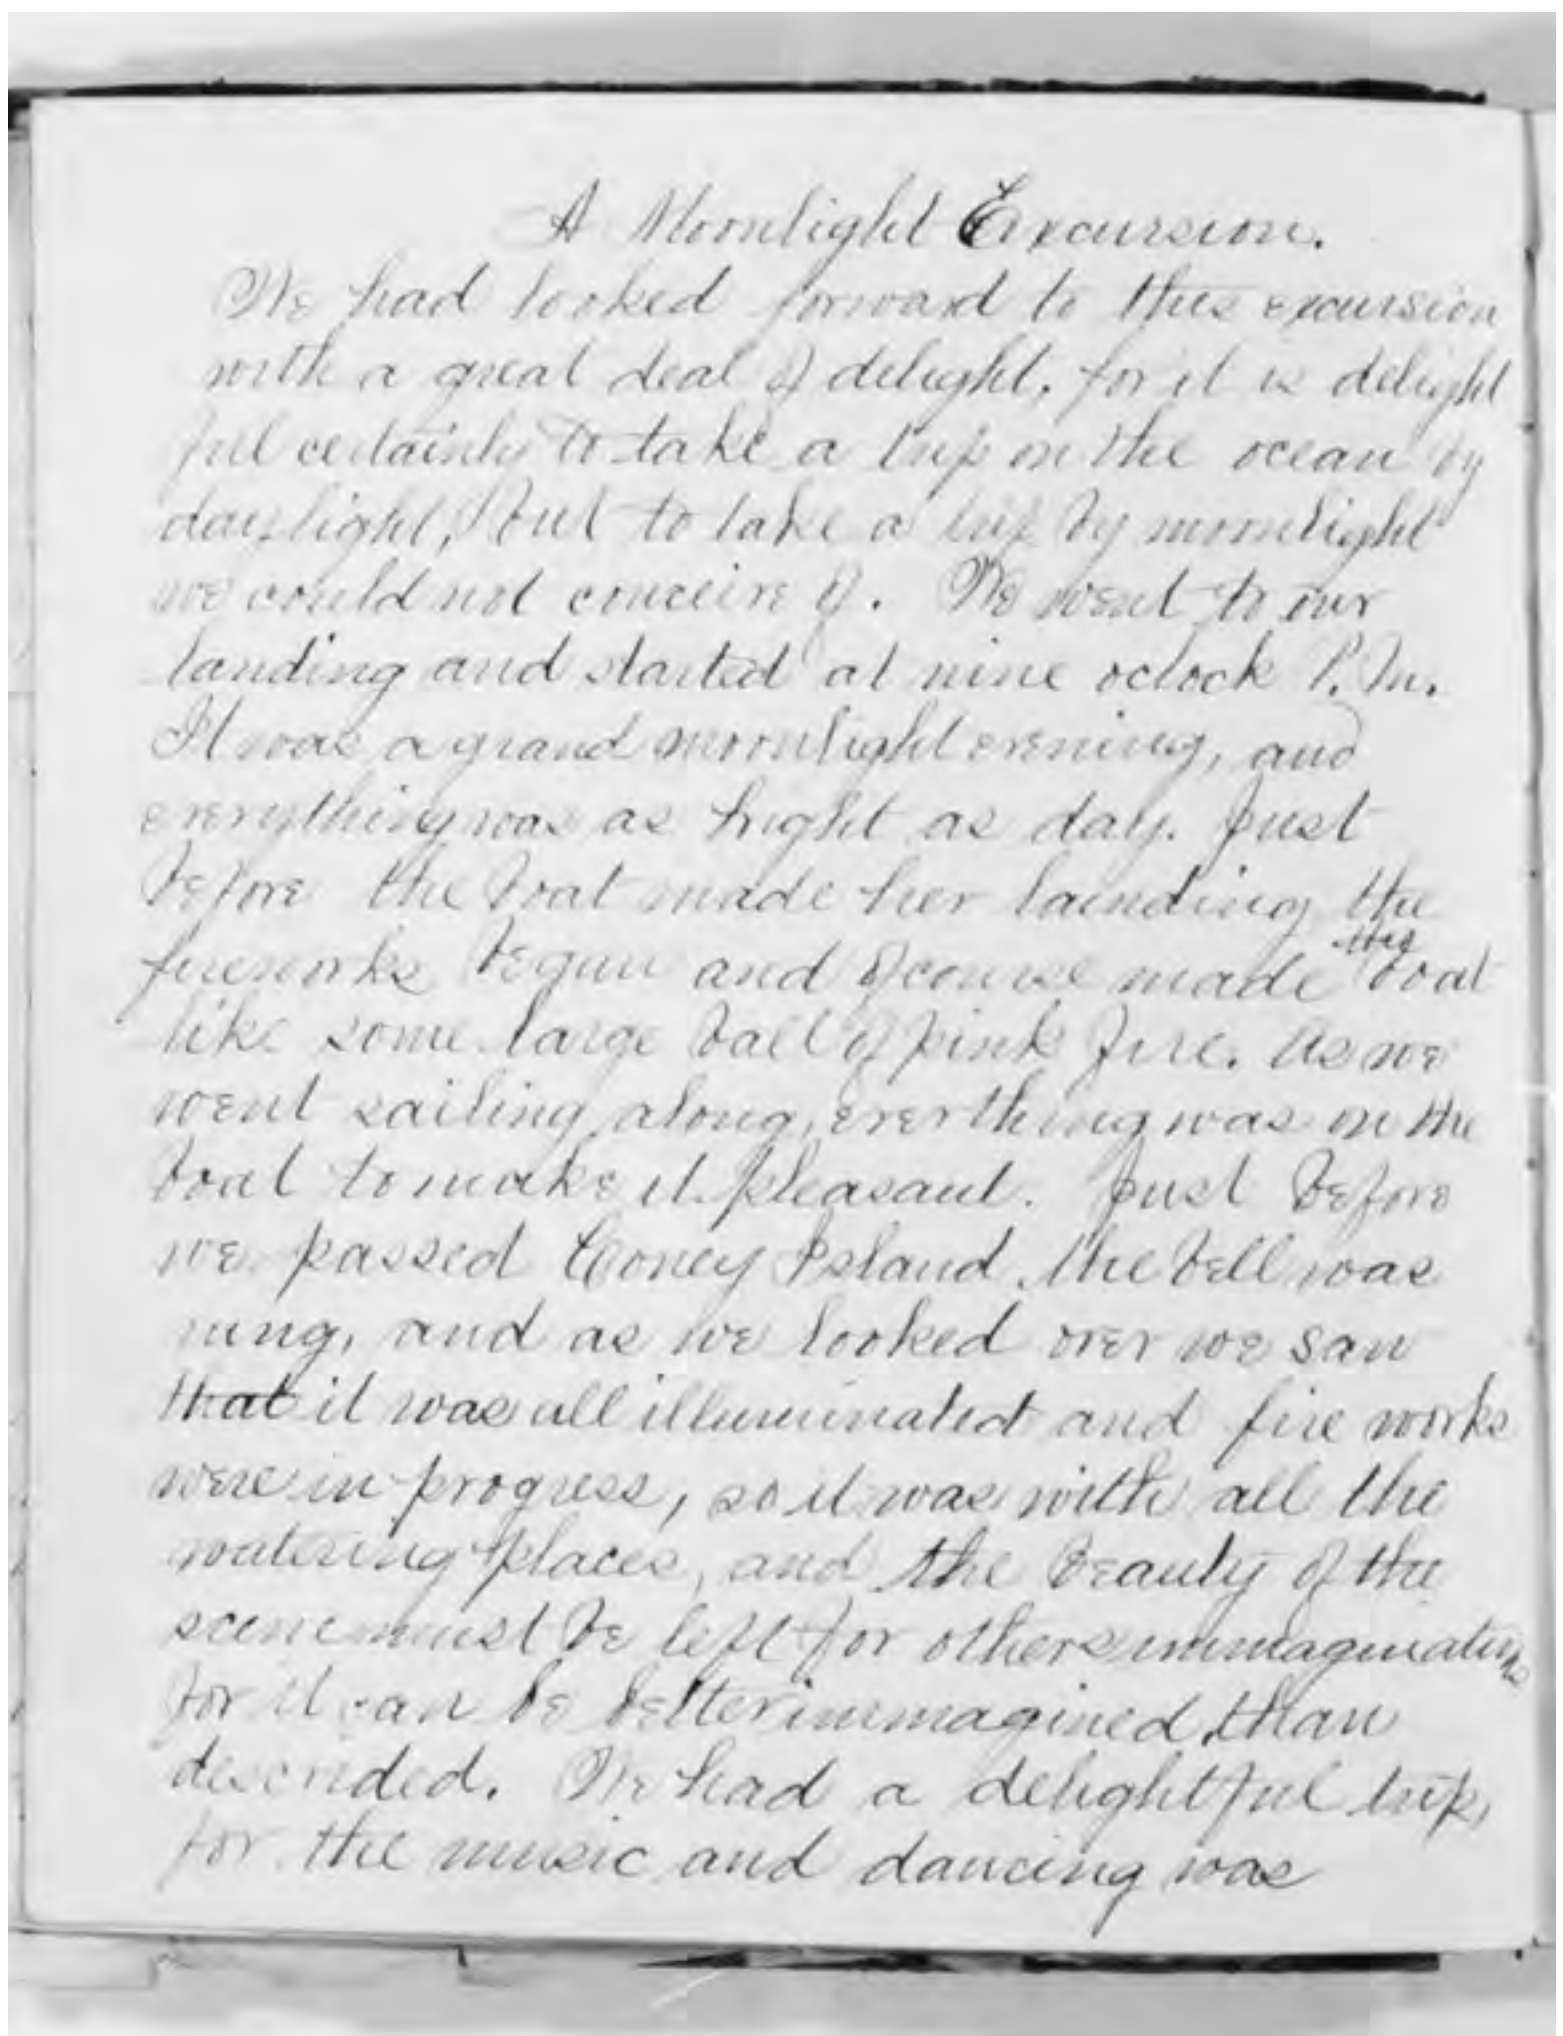 A Moonlight Excursion.
We had looked forward to this excursion
with a great deal of delight, for it is delight
ful certainly to take a trip on the ocean by
daylight, but to take a trip by moonlight
we could not conceive of. We went to our
landing and started at nine oclock P.M.
It was a grand moonlight evening, and
everything was as bright as day. Just
before the boat made her landing the
the
fireworks begun and of course made boat
like some large ball of pink fire. As we
went sailing along, everthing was on the
boat to make it pleasant. Just before
we passed Coney Island, the bell was
rung, and as we looked over we saw
that it was all illuminated and fire works
were in progress, so it was with all the
watering places, and the beauty of the
scene must be left for others immagination
for it can be better immagined than
decribed. We had a delightful trip,
for the music and dancing was